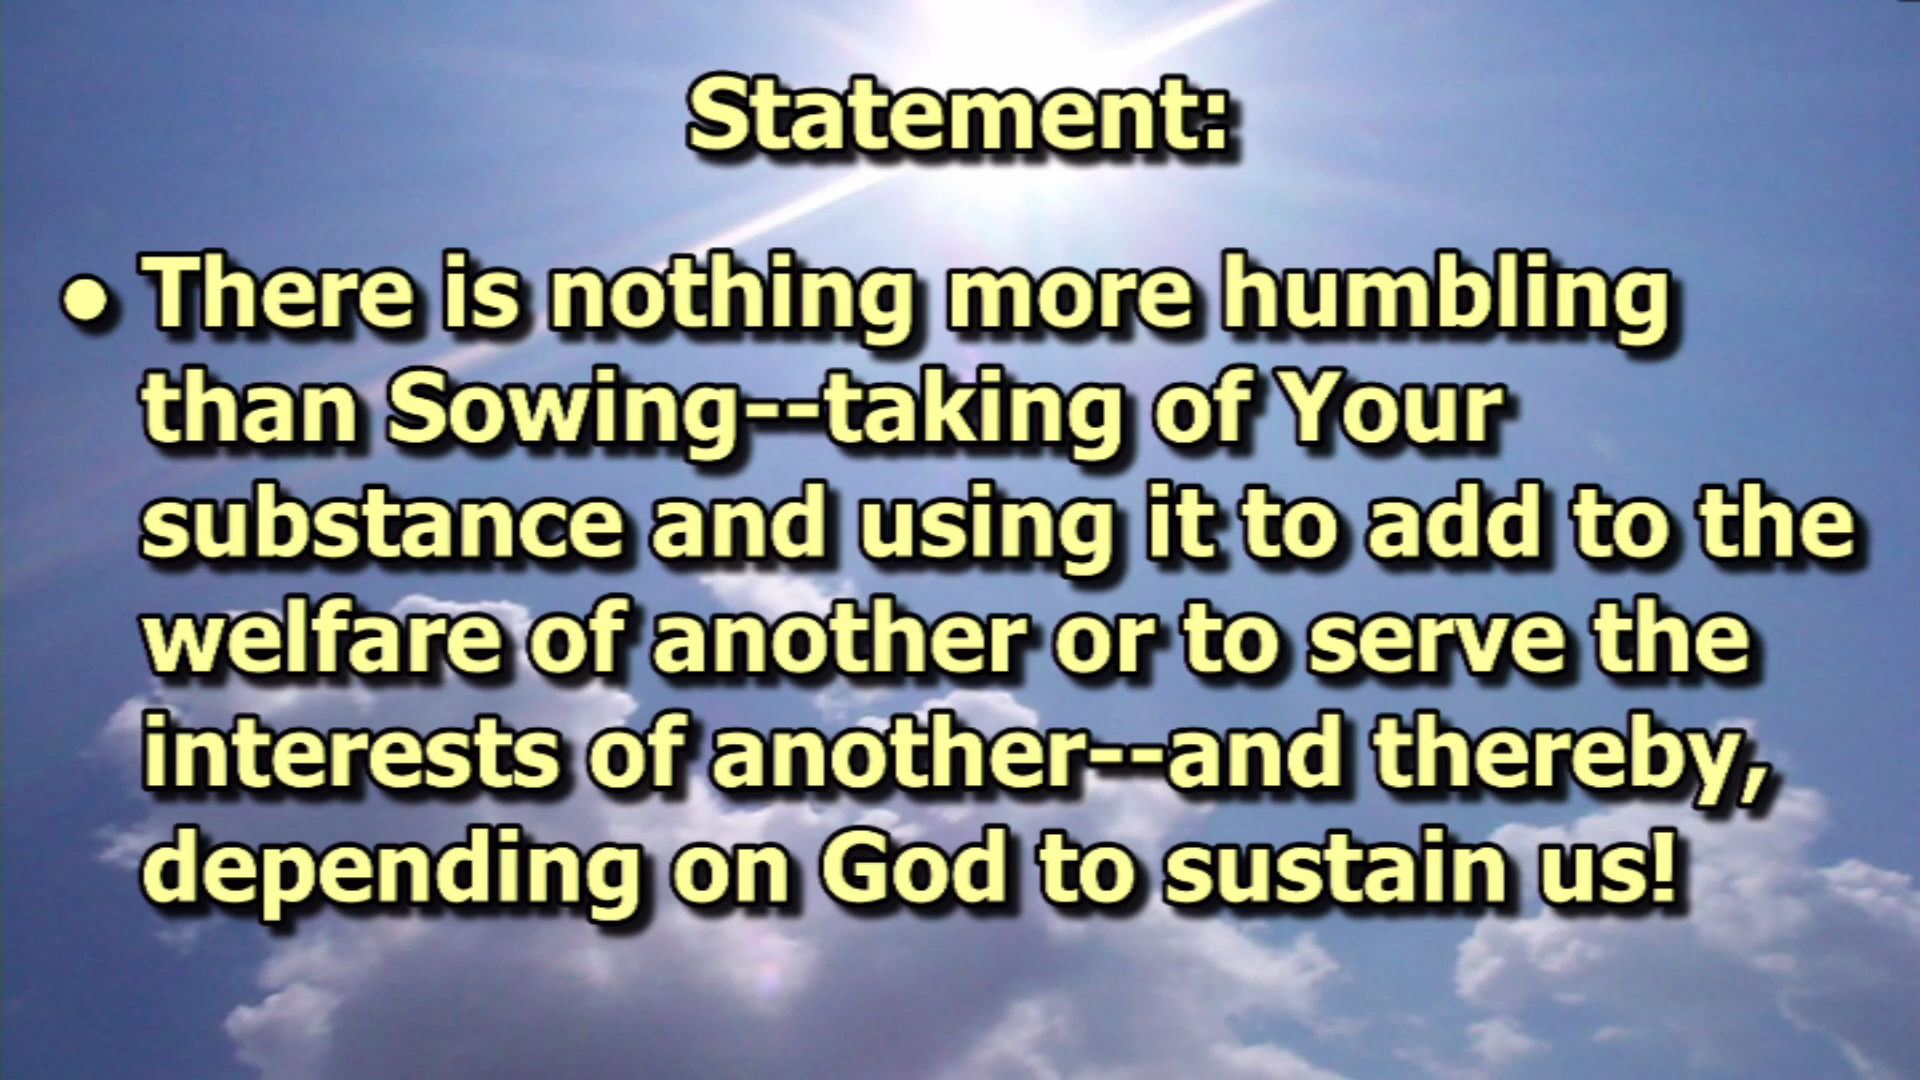 Statement:
• There is nothing more humbling
than Sowing--taking of Your
substance and using it to add to the
welfare of another or to serve the
interests of another--and thereby,
depending on God to sustain us!